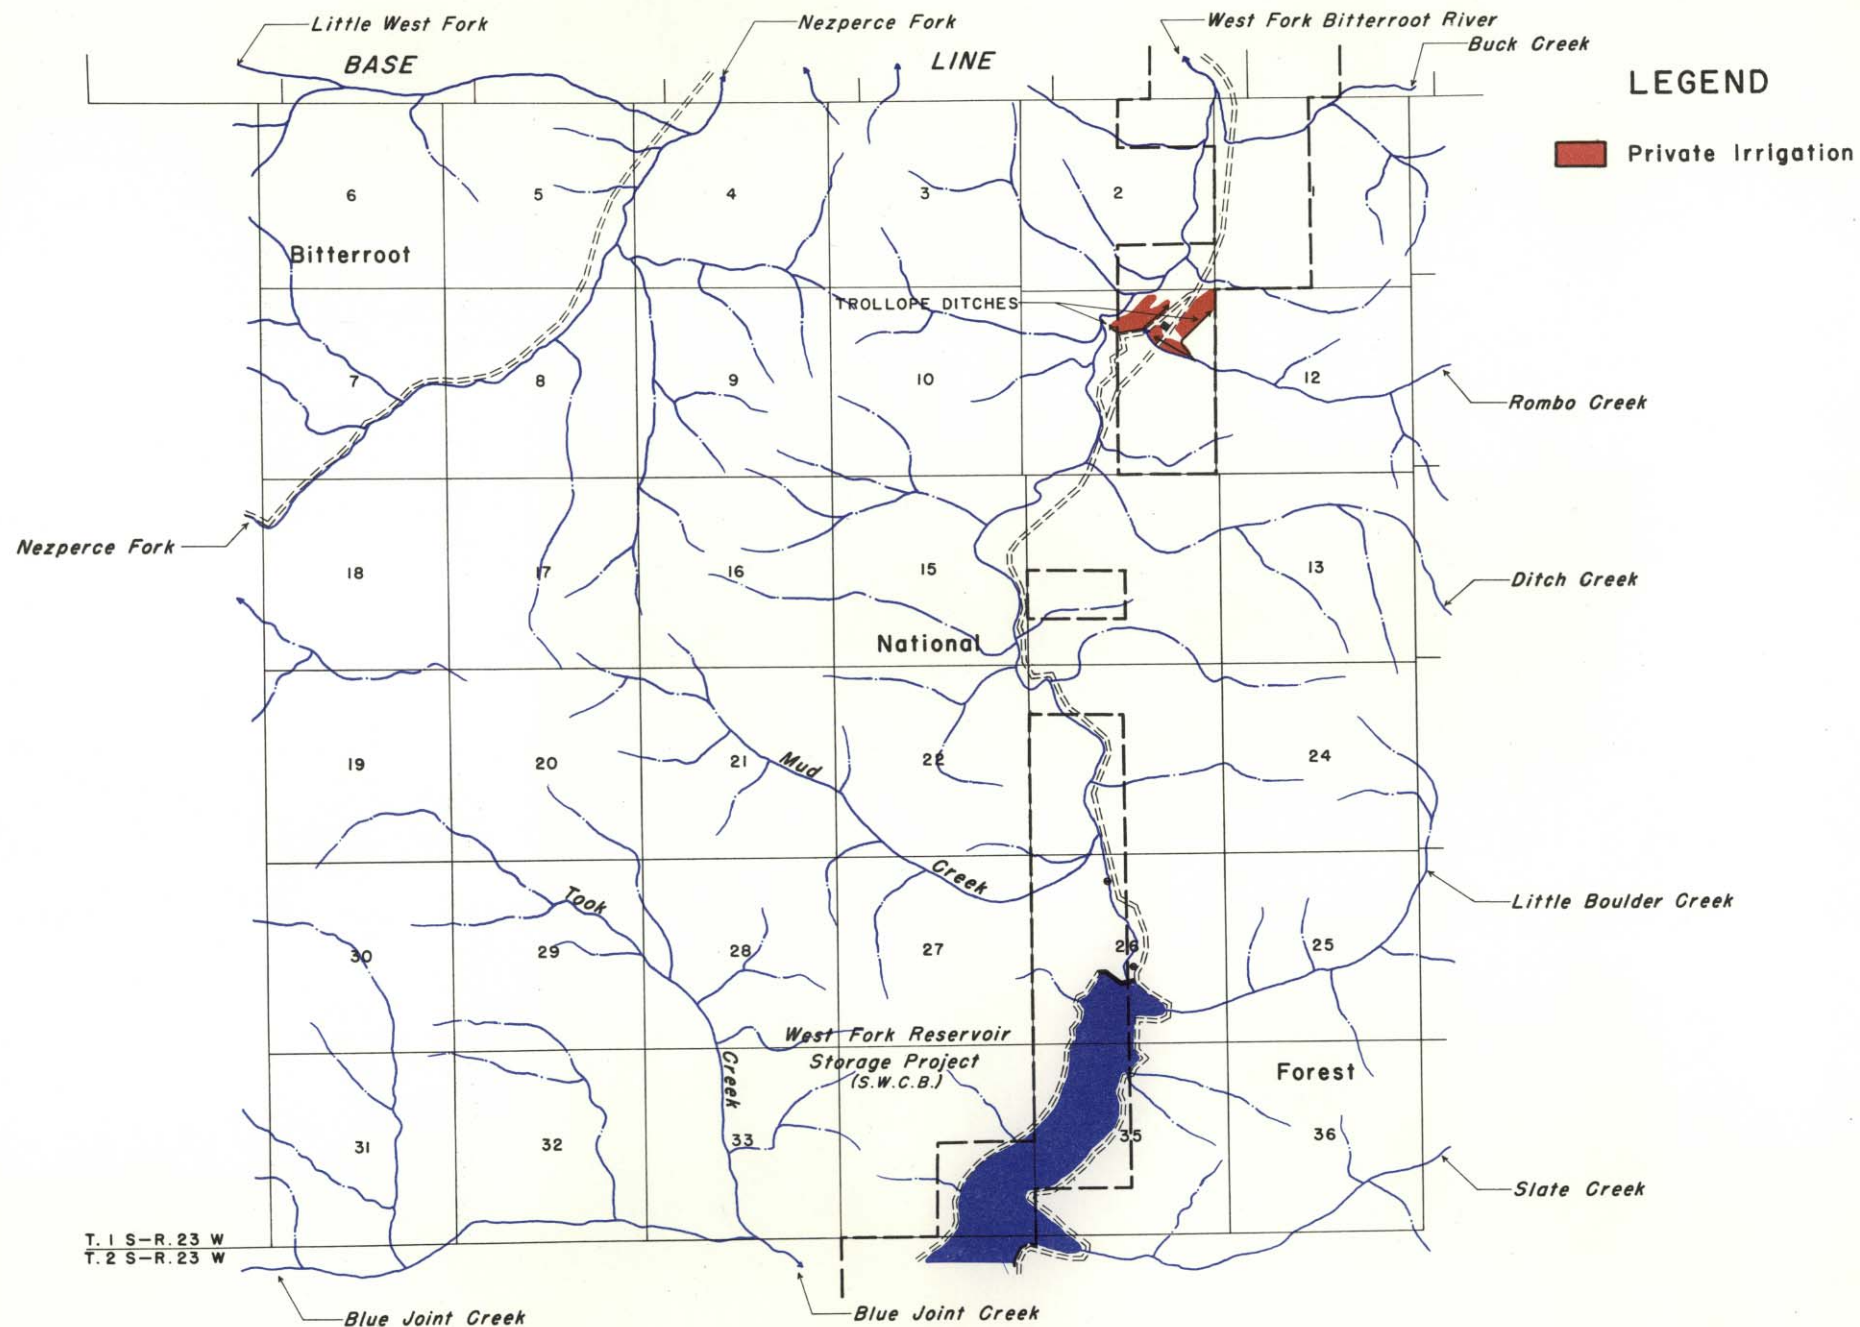 Little West Fork
Nezperce Fork
West Fork Bitterroot River
Buck Creek
BASE
LINE
LEGEND
Private Irrigation
6
5
4
3
2
1
Bitterroot
TROLLOPE DITCHES
7
8
9
10
12
Rombo Creek
Nezperce Fork
18
17
16
15
13
Ditch Creek
National
19
20
21
Mud
22
24
Took
Creek
Little Boulder Creek
30
29
28
27
26
25
West Fork Reservoir
Storage Project
(S.W.C.B.)
Forest
Creek
31
32
33
35
36
Slate Creek
T. 1 S-R. 23 W
T. 2 S-R. 23 W
Blue Joint Creek
Blue Joint Creek